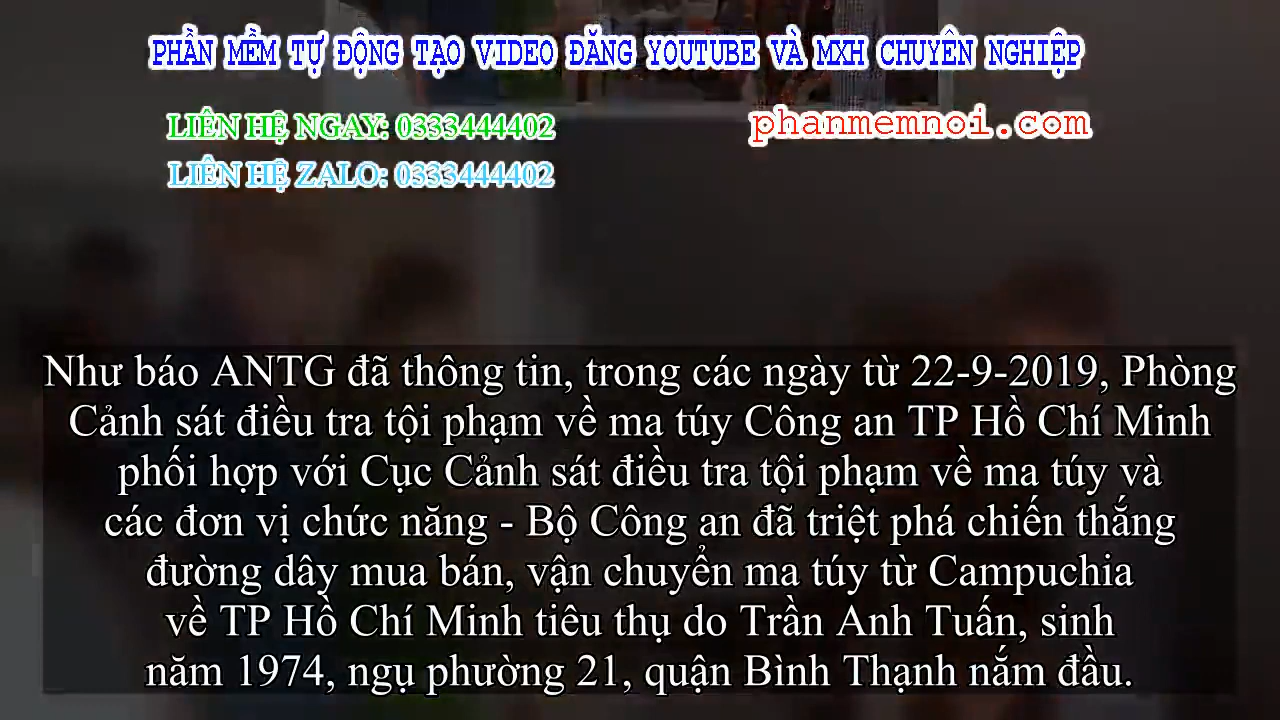 PHẦN MỀM TỰ ĐỘNG TẠO VIDEO ĐĂNG YOUTUBE VÀ MXH CHUYÊN NGHIỆP
LIÊN HỆ NGAY: 0333444402
phanmemnoi.com
LIÊN HỆ ZALO: 0333444402
Như báo ANTG đã thông tin, trong các ngày từ 22-9-2019, Phòng
Cảnh sát điều tra tội phạm về ma túy Công an TP Hồ Chí Minh
phối hợp với Cục Cảnh sát điều tra tội phạm về ma túy và
các đơn vị chức năng - Bộ Công an đã triệt phá chiến thắng
đường dây mua bán, vận chuyển ma túy từ Campuchia
về TP Hồ Chí Minh tiêu thụ do Trần Anh Tuấn, sinh
năm 1974, ngụ phường 21, quận Bình Thạnh nắm đầu.